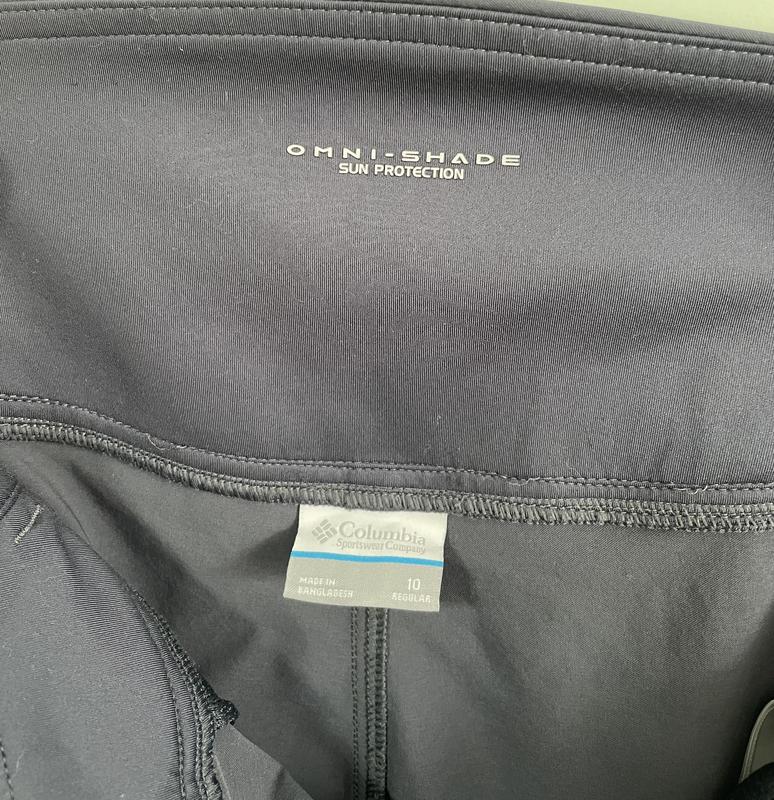 OMNI-SHADE
SUN PROTECTION
Columbia
Sportswear Company
MADE IN
BANGLADESH
10
REGULAR